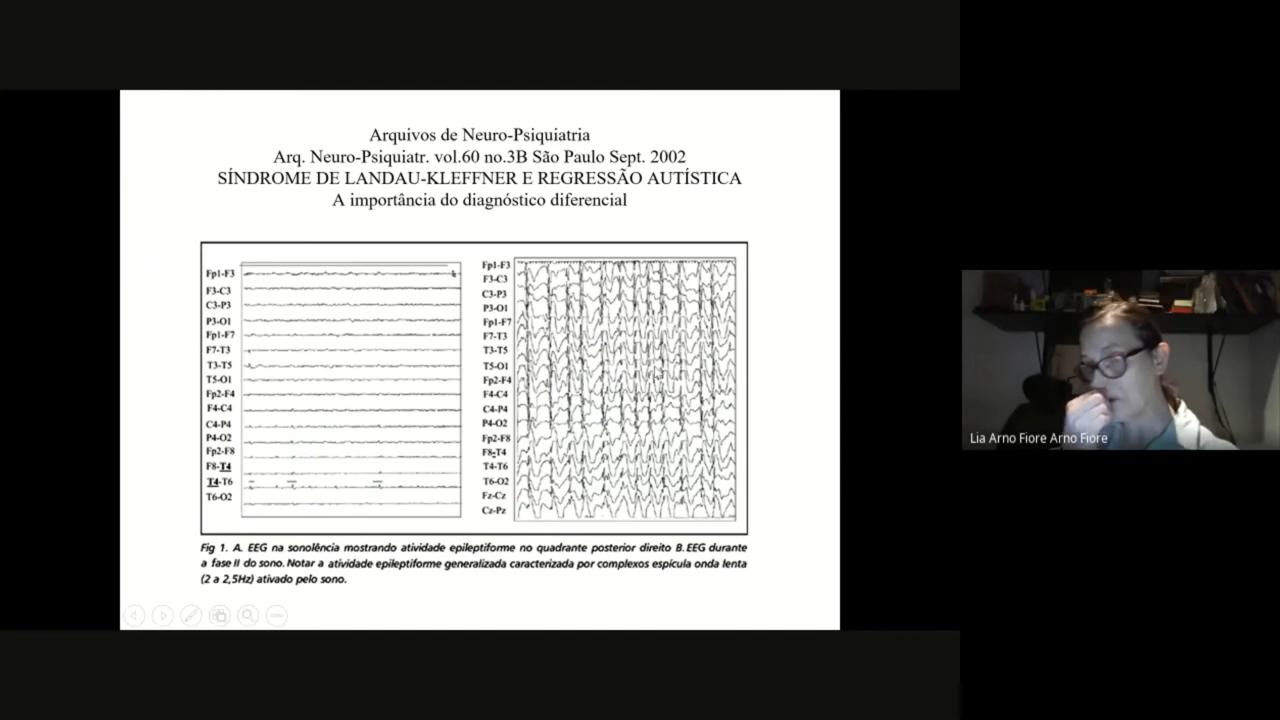 Arquivos de Neuro-Psiquiatria
Arq. Neuro-Psiquiatr. vol.60 no.3B São Paulo Sept. 2002
SÍNDROME DE LANDAU-KLEFFNER E REGRESSÃO AUTÍSTICA
A importância do diagnóstico diferencial
Fp1-F3
F3-C3
C3-P3
P3-O1
Fp1-F7
F7-T3
T3-T5
T5-O1
Fp2-F4
F4-C4
C4-P4
P4-O2
Fp2-F8
F8-T4
T4-T6
T6-O2
Fp1-F3
F3-C3
C3-P3
P3-O1
Fp1-F7
F7-T3
T3-T5
T5-O1
Fp2-F4
F4-C4
C4-P4
P4-O2
Fp2-F8
F8-T4
T4-T6
T6-O2
Fz-Cz
Cz-Pz
Fig 1. A. EEG na sonolência mostrando atividade epileptiforme no quadrante posterior direito B. EEG durante
a fase II do sono. Notar a atividade epileptiforme generalizada caracterizada por complexos espícula onda lenta
(2 a 2,5Hz) ativado pelo sono.
Lia Arno Fiore Arno Fiore